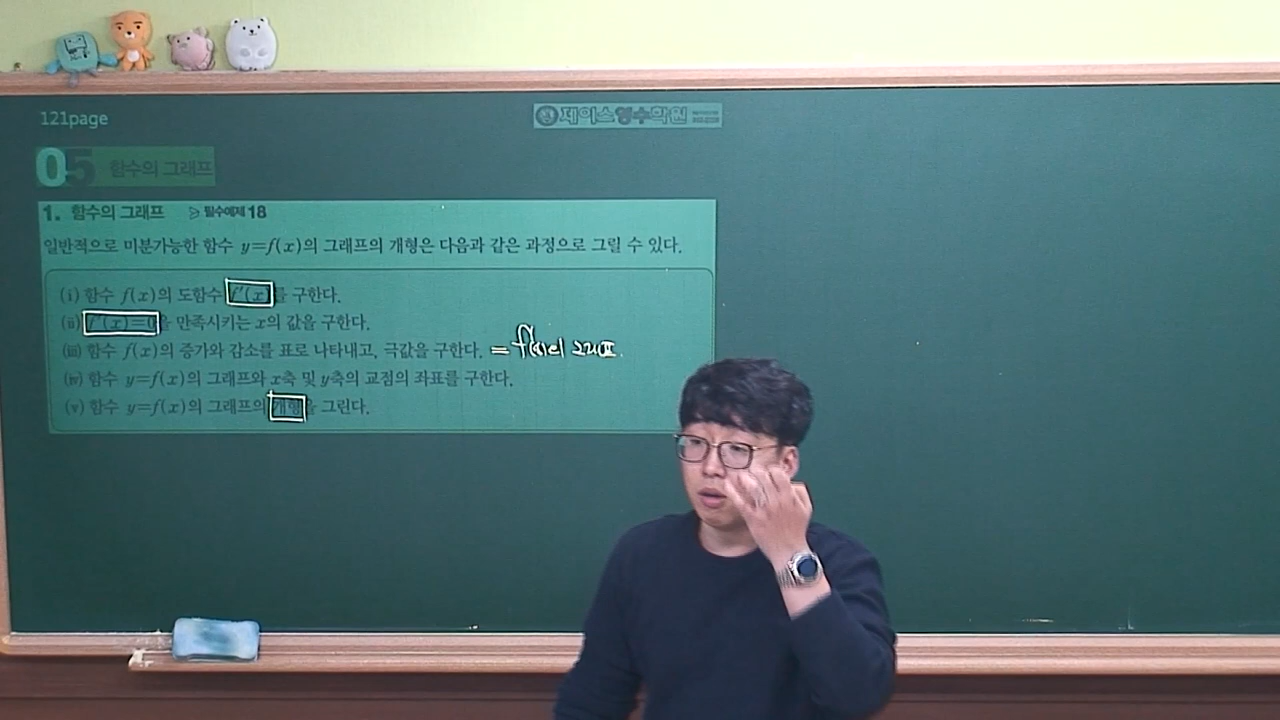 121page
제이스영수학원
05 함수의 그래프
1. 함수의 그래프 ≫ 필수예제 18
일반적으로 미분가능한 함수 y=f(x)의 그래프의 개형은 다음과 같은 과정으로 그릴 수 있다.
(i) 함수 f(x)의 도함수 f'(x)를 구한다.
(ii) f'(x)=0을 만족시키는 x의 값을 구한다.
(iii) 함수 f(x)의 증가와 감소를 표로 나타내고, 극값을 구한다. = f'(x)의 그래프.
(iv) 함수 y=f(x)의 그래프와 x축 및 y축의 교점의 좌표를 구한다.
(v) 함수 y=f(x)의 그래프의 개형을 그린다.